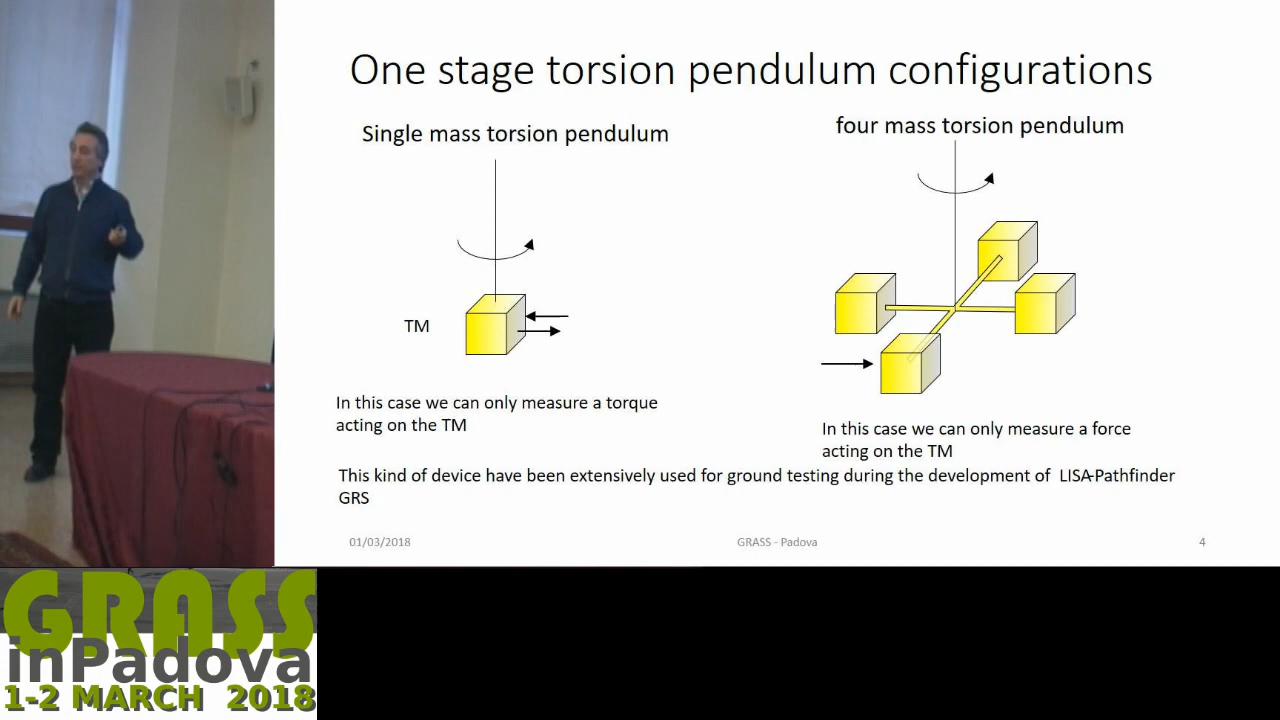 One stage torsion pendulum configurations
Single mass torsion pendulum
four mass torsion pendulum
TM
In this case we can only measure a torque
acting on the TM
In this case we can only measure a force
acting on the TM
This kind of device have been extensively used for ground testing during the development of LISA-Pathfinder
GRS
01/03/2018
GRASS - Padova
4
GRASS
inPadova
1-2 MARCH 2018